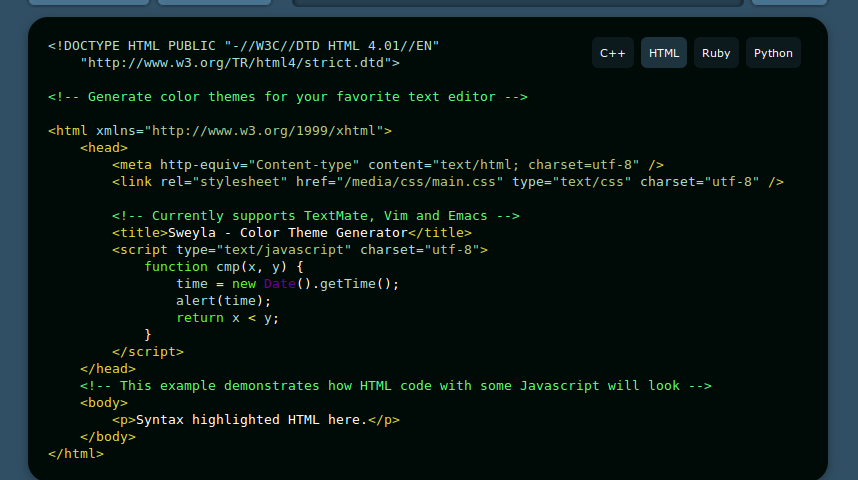 <!DOCTYPE HTML PUBLIC "-//W3C//DTD HTML 4.01//EN"
    "http://www.w3.org/TR/html4/strict.dtd">
C++ HTML Ruby Python
<!-- Generate color themes for your favorite text editor -->
<html xmlns="http://www.w3.org/1999/xhtml">
    <head>
        <meta http-equiv="Content-type" content="text/html; charset=utf-8" />
        <link rel="stylesheet" href="/media/css/main.css" type="text/css" charset="utf-8" />
        <!-- Currently supports TextMate, Vim and Emacs -->
        <title>Sweyla - Color Theme Generator</title>
        <script type="text/javascript" charset="utf-8">
            function cmp(x, y) {
                time = new Date().getTime();
                alert(time);
                return x < y;
            }
        </script>
    </head>
    <!-- This example demonstrates how HTML code with some Javascript will look -->
    <body>
        <p>Syntax highlighted HTML here.</p>
    </body>
</html>